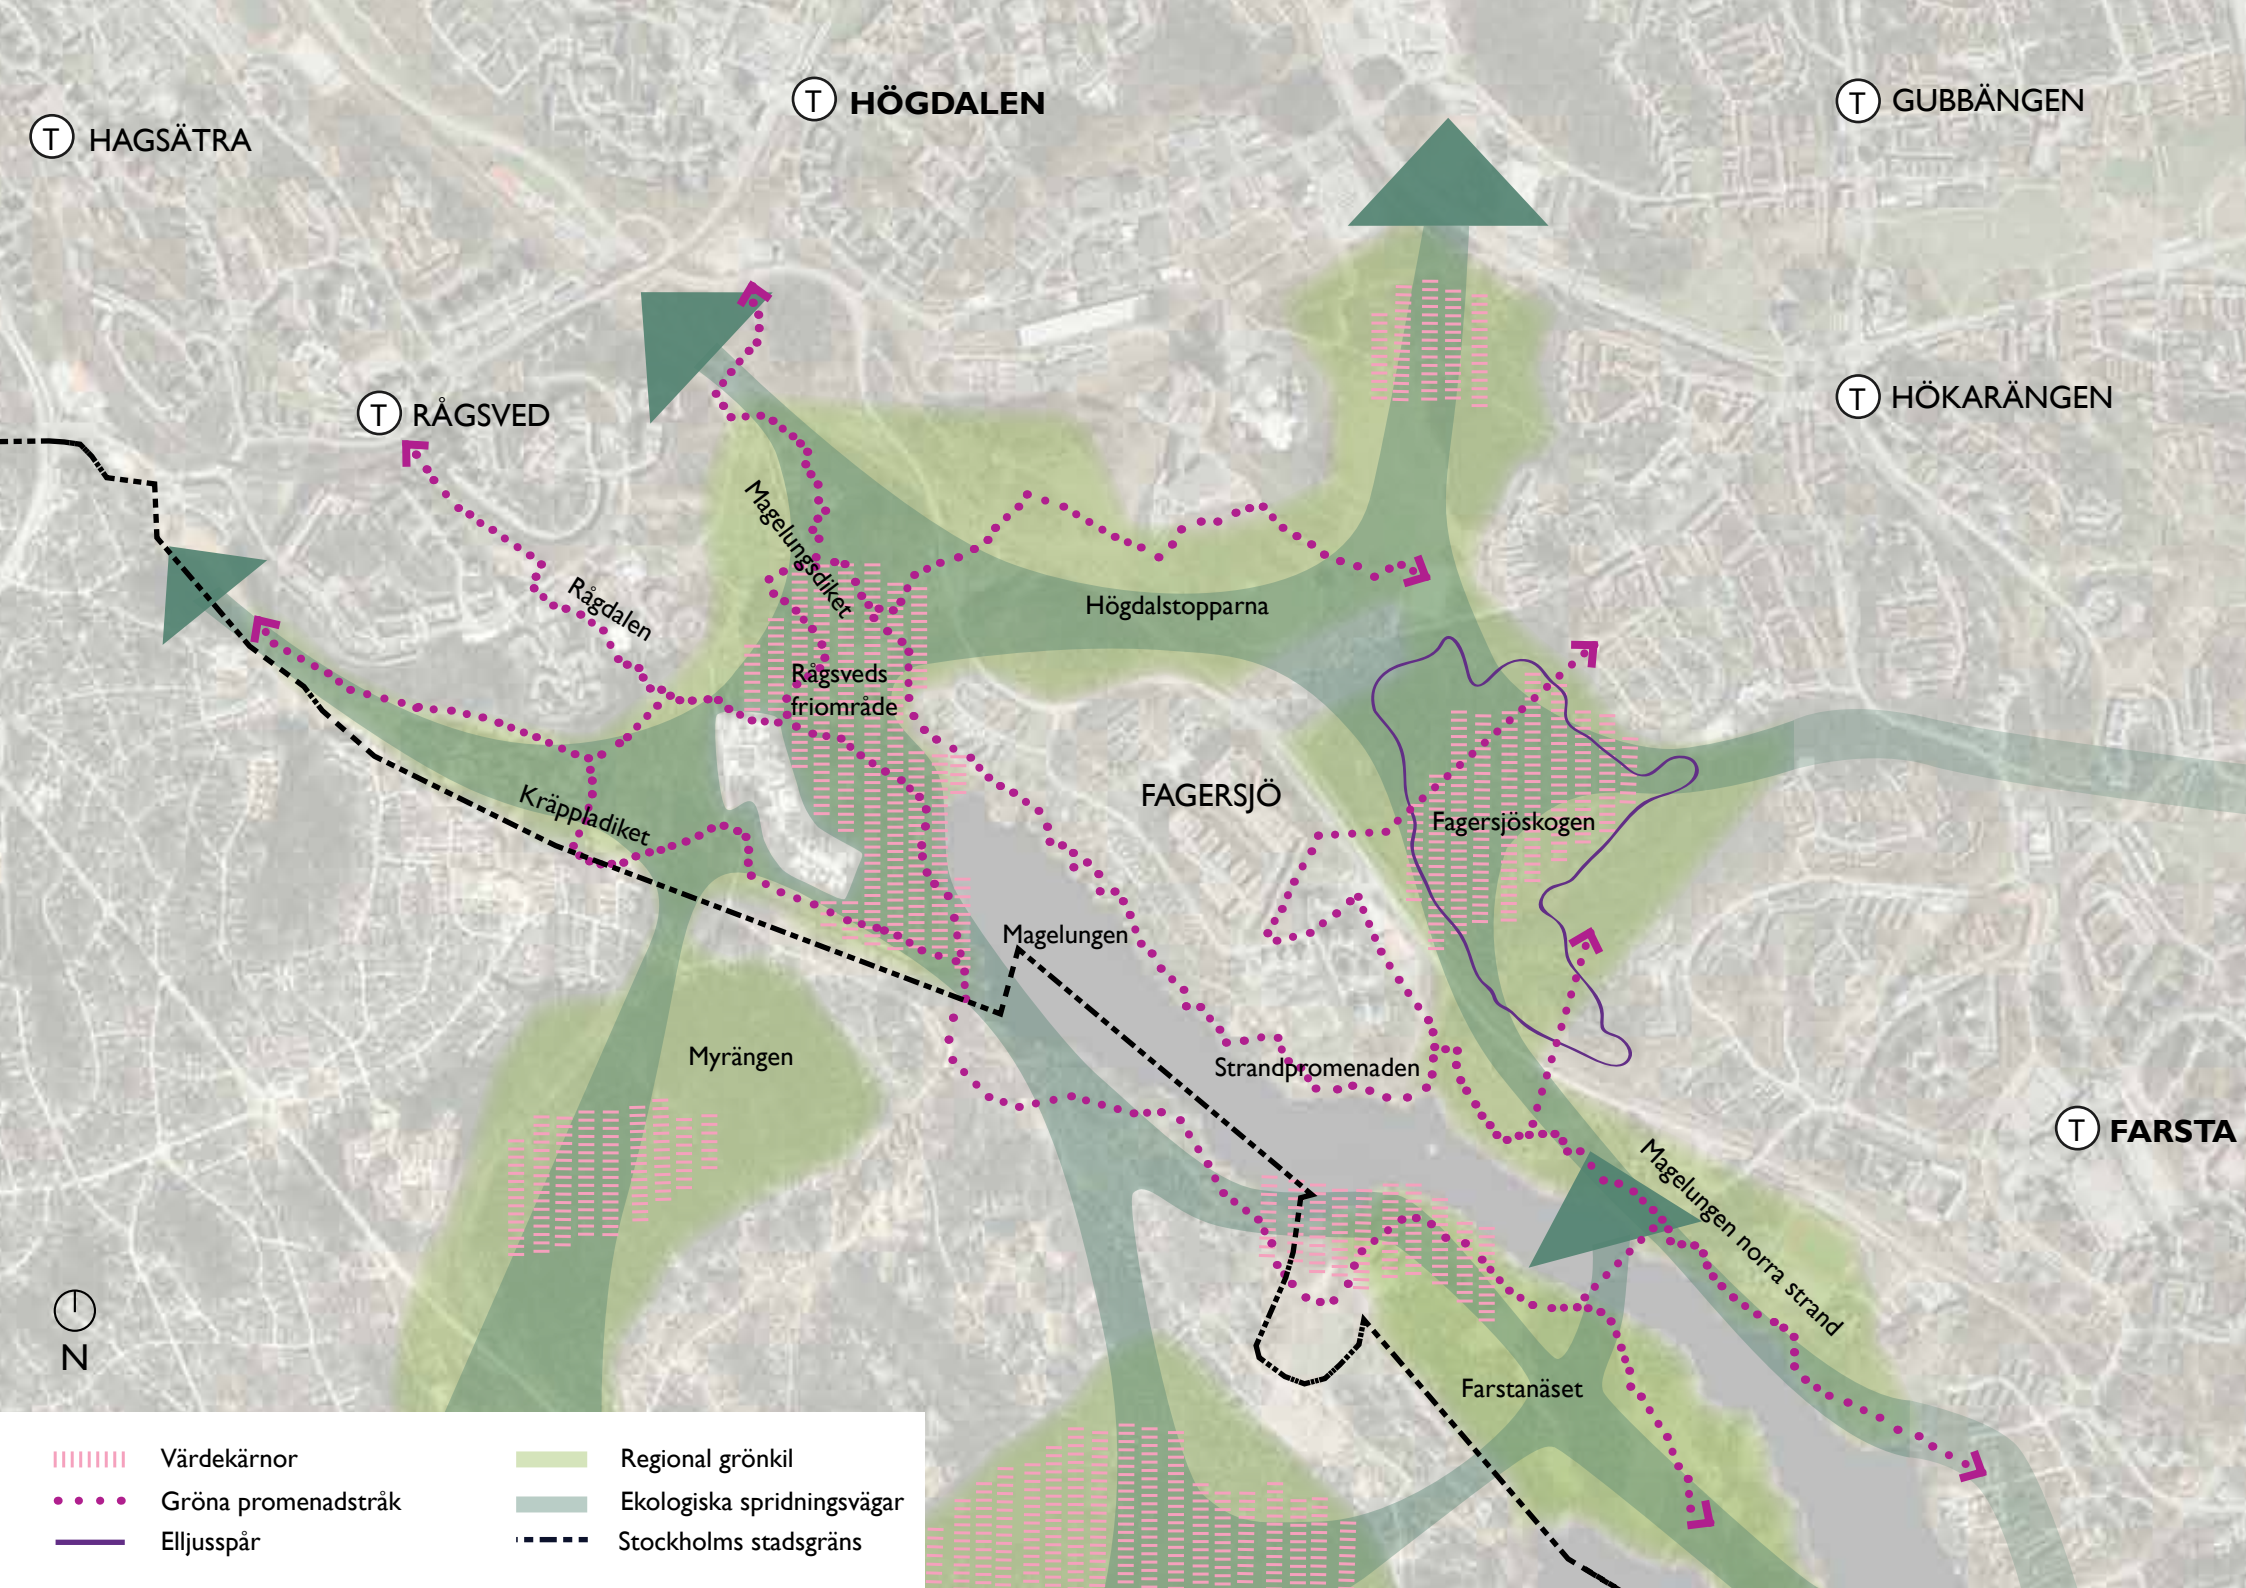 T HÖGDALEN
T GUBBÄNGEN
T HAGSÄTRA
T RÅGSVED
T HÖKARÄNGEN
Magelungsdiket
Rågdalen
Högdalstopparna
Rågsveds
friområde
FAGERSJÖ
Kräppladiket
Fagersjöskogen
Magelungen
Myrängen
Strandpromenaden
T FARSTA
Magelungen norra strand
Farstanäset
N
Värdekärnor
Gröna promenadstråk
Elljusspår
Regional grönkil
Ekologiska spridningsvägar
Stockholms stadsgräns